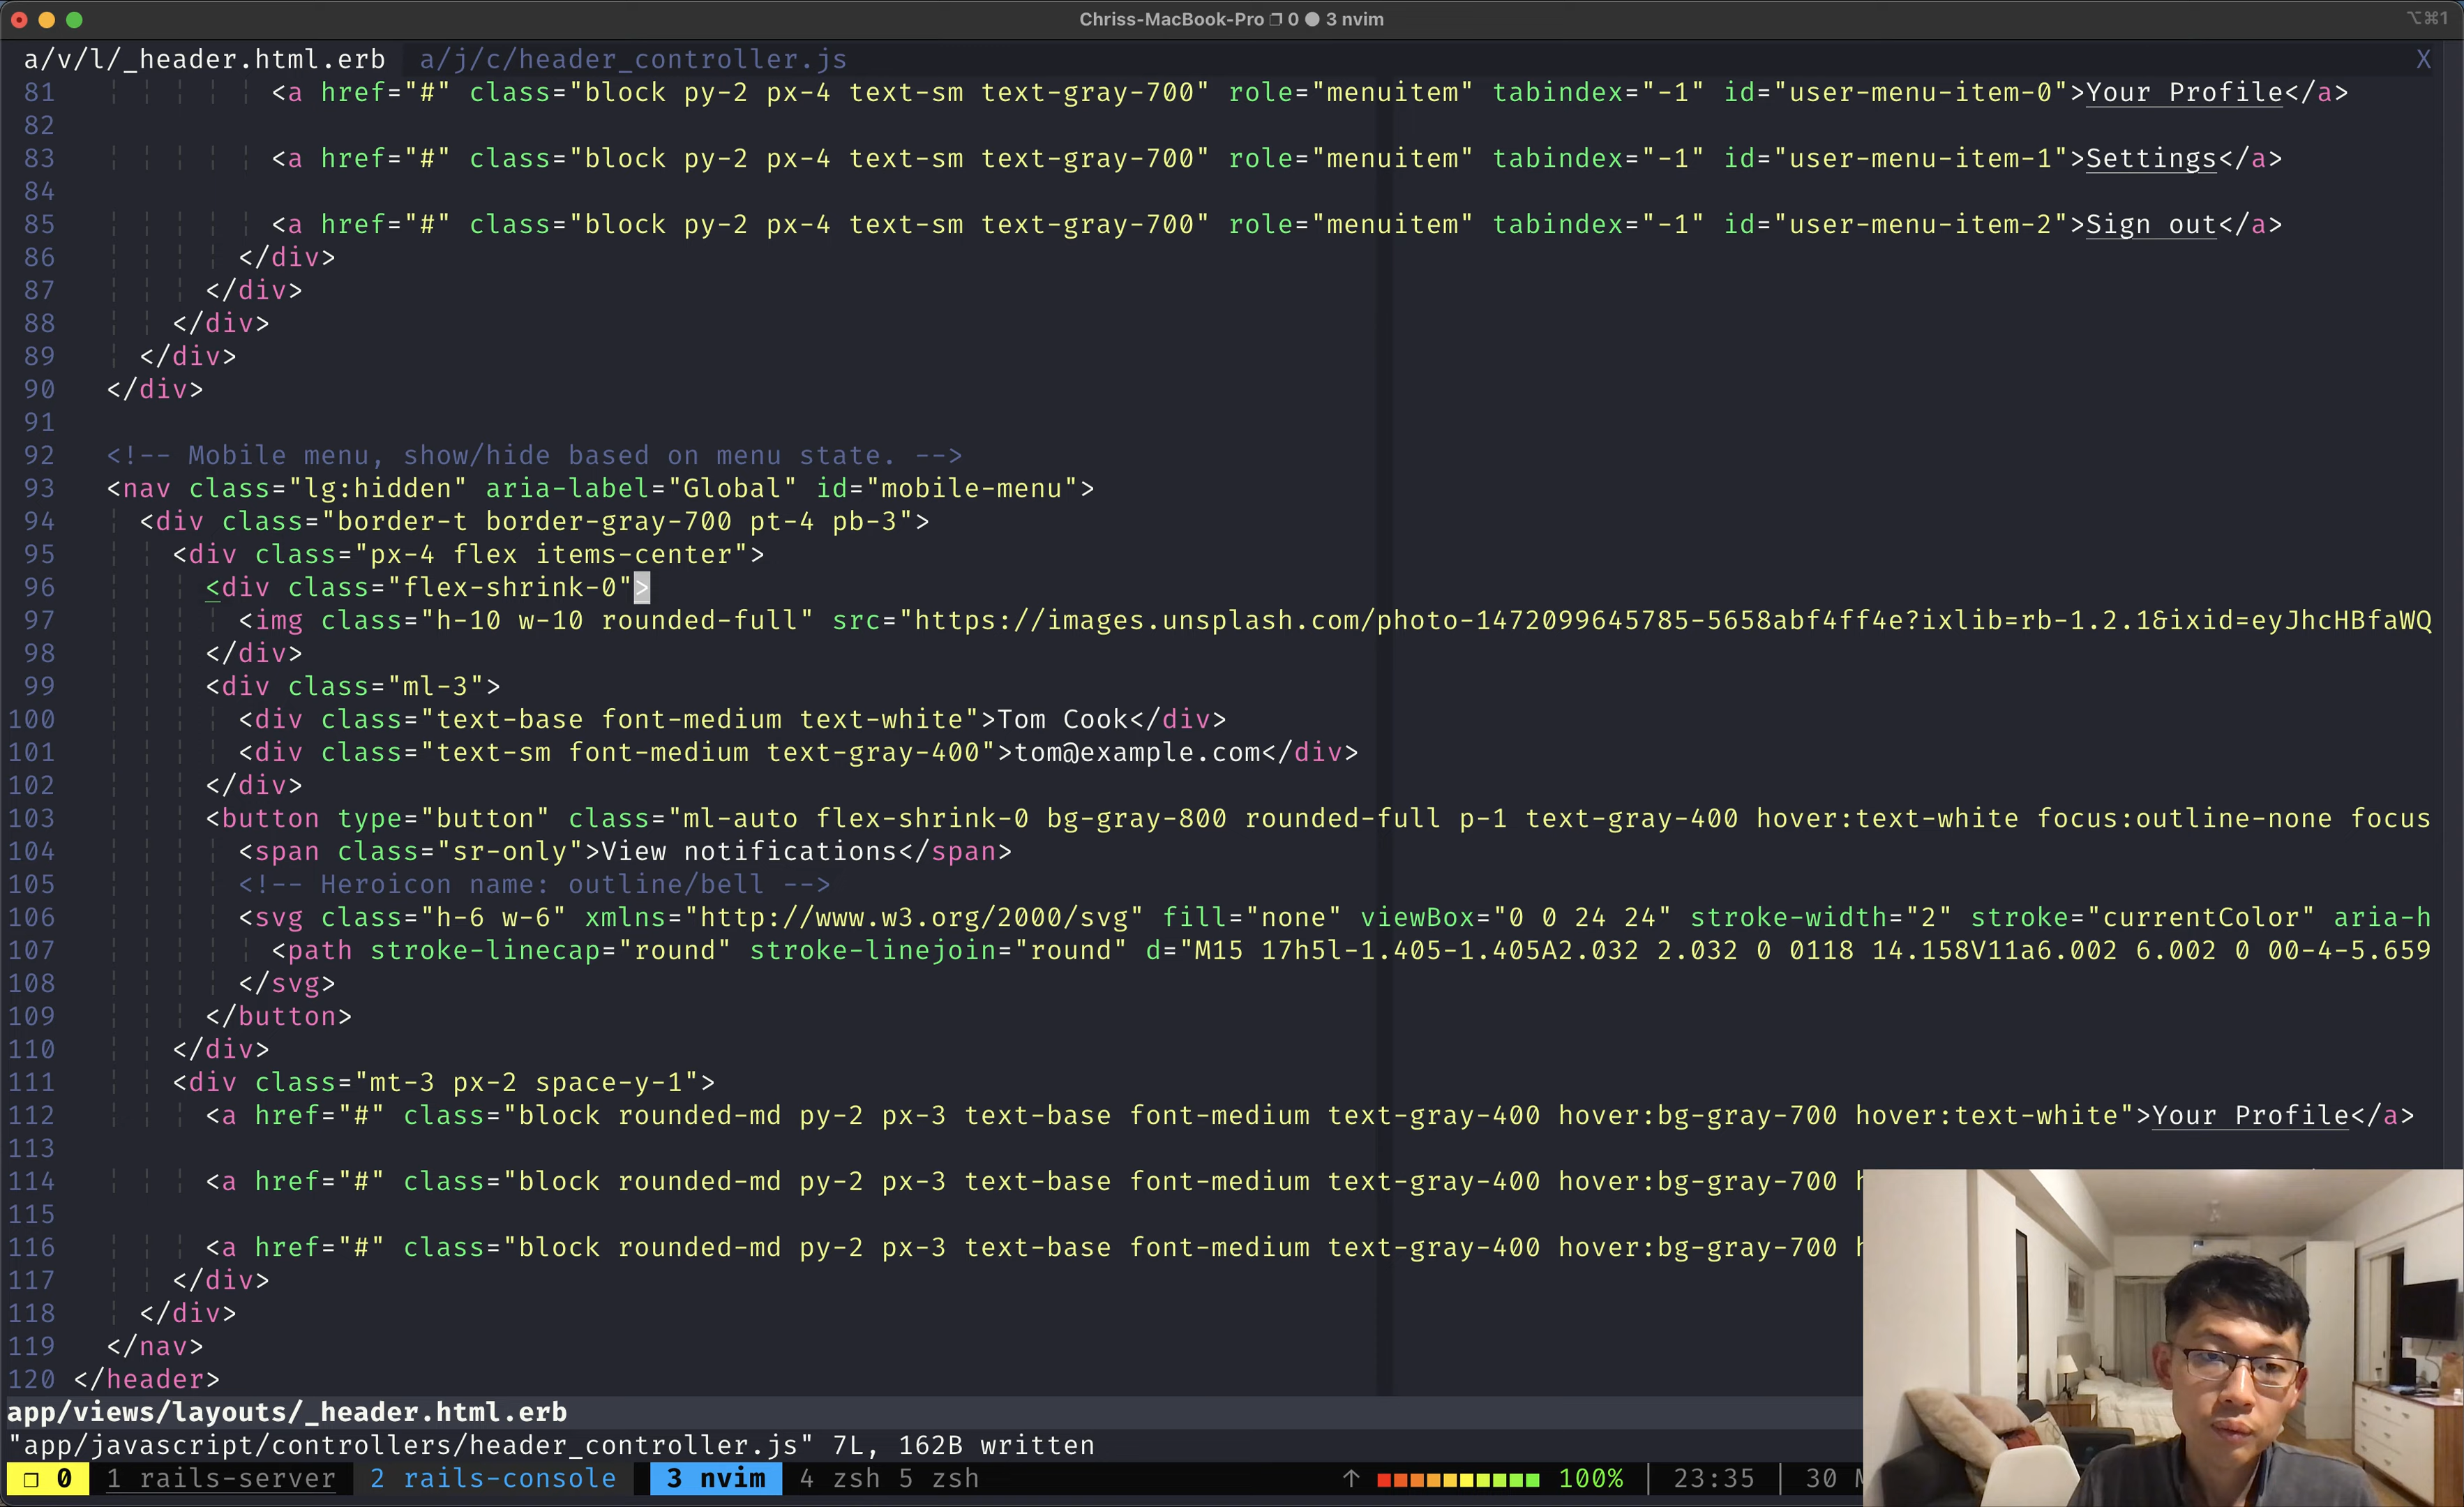 Chriss-MacBook-Pro ❐ 0 ● 3 nvim
⌥⌘1
a/v/l/_header.html.erb a/j/c/header_controller.js X
81 <a href="#" class="block py-2 px-4 text-sm text-gray-700" role="menuitem" tabindex="-1" id="user-menu-item-0">Your Profile</a>
82
83 <a href="#" class="block py-2 px-4 text-sm text-gray-700" role="menuitem" tabindex="-1" id="user-menu-item-1">Settings</a>
84
85 <a href="#" class="block py-2 px-4 text-sm text-gray-700" role="menuitem" tabindex="-1" id="user-menu-item-2">Sign out</a>
86 </div>
87 </div>
88 </div>
89 </div>
90 </div>
91
92 <!-- Mobile menu, show/hide based on menu state. -->
93 <nav class="lg:hidden" aria-label="Global" id="mobile-menu">
94 <div class="border-t border-gray-700 pt-4 pb-3">
95 <div class="px-4 flex items-center">
96 <div class="flex-shrink-0">
97 <img class="h-10 w-10 rounded-full" src="https://images.unsplash.com/photo-1472099645785-5658abf4ff4e?ixlib=rb-1.2.1&ixid=eyJhcHBfaWQ
98 </div>
99 <div class="ml-3">
100 <div class="text-base font-medium text-white">Tom Cook</div>
101 <div class="text-sm font-medium text-gray-400">tom@example.com</div>
102 </div>
103 <button type="button" class="ml-auto flex-shrink-0 bg-gray-800 rounded-full p-1 text-gray-400 hover:text-white focus:outline-none focus
104 <span class="sr-only">View notifications</span>
105 <!-- Heroicon name: outline/bell -->
106 <svg class="h-6 w-6" xmlns="http://www.w3.org/2000/svg" fill="none" viewBox="0 0 24 24" stroke-width="2" stroke="currentColor" aria-h
107 <path stroke-linecap="round" stroke-linejoin="round" d="M15 17h5l-1.405-1.405A2.032 2.032 0 0118 14.158V11a6.002 6.002 0 00-4-5.659
108 </svg>
109 </button>
110 </div>
111 <div class="mt-3 px-2 space-y-1">
112 <a href="#" class="block rounded-md py-2 px-3 text-base font-medium text-gray-400 hover:bg-gray-700 hover:text-white">Your Profile</a>
113
114 <a href="#" class="block rounded-md py-2 px-3 text-base font-medium text-gray-400 hover:bg-gray-700
115
116 <a href="#" class="block rounded-md py-2 px-3 text-base font-medium text-gray-400 hover:bg-gray-700
117 </div>
118 </div>
119 </nav>
120 </header>
app/views/layouts/_header.html.erb
"app/javascript/controllers/header_controller.js" 7L, 162B written
❐ 0 1 rails-server 2 rails-console 3 nvim 4 zsh 5 zsh ↑ 100% | 23:35 | 30